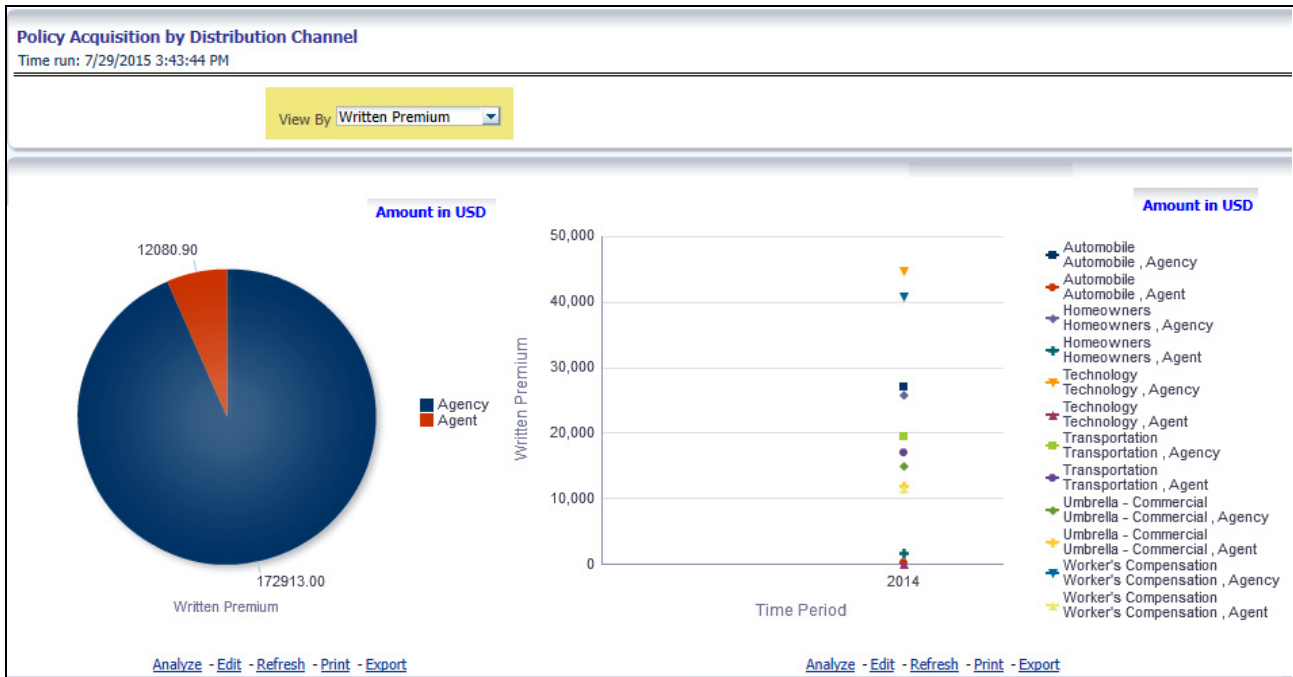 Policy Acquisition by Distribution Channel
Time run: 7/29/2015 3:43:44 PM
View By Written Premium
Amount in USD
12080.90
172913.00
Written Premium
Agency
Agent
Analyze - Edit - Refresh - Print - Export
Amount in USD
50,000
40,000
30,000
20,000
10,000
0
Written Premium
2014
Time Period
Automobile
Automobile , Agency
Automobile
Automobile , Agent
Homeowners
Homeowners , Agency
Homeowners
Homeowners , Agent
Technology
Technology , Agency
Technology
Technology , Agent
Transportation
Transportation , Agency
Transportation
Transportation , Agent
Umbrella - Commercial
Umbrella - Commercial , Agency
Umbrella - Commercial
Umbrella - Commercial , Agent
Worker's Compensation
Worker's Compensation , Agency
Worker's Compensation
Worker's Compensation , Agent
Analyze - Edit - Refresh - Print - Export